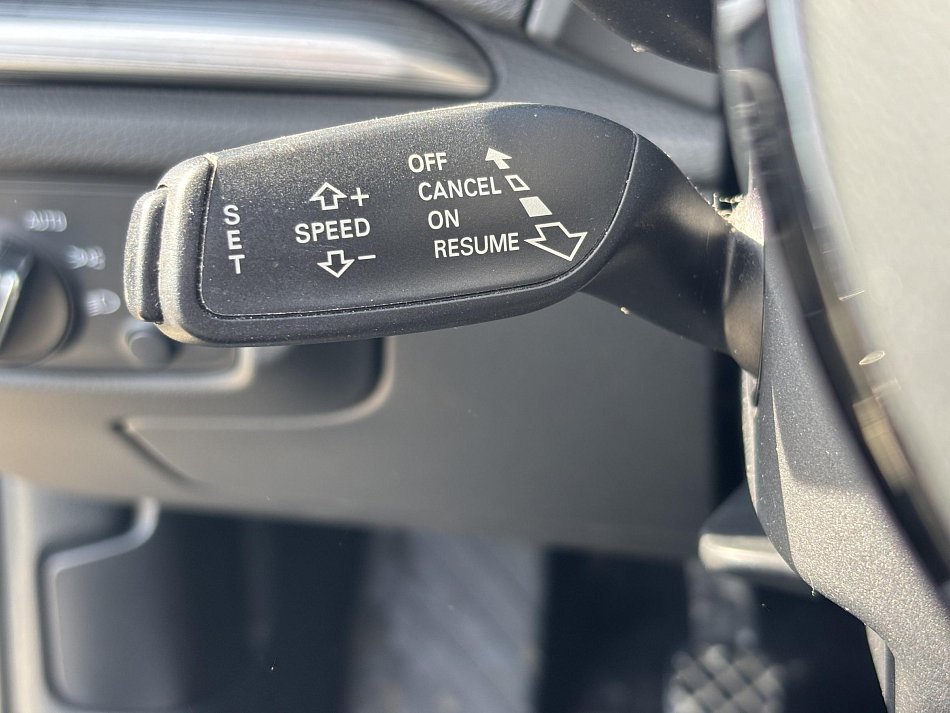 OFF
CANCEL
ON
RESUME
+
SPEED
−
SET
AUTO